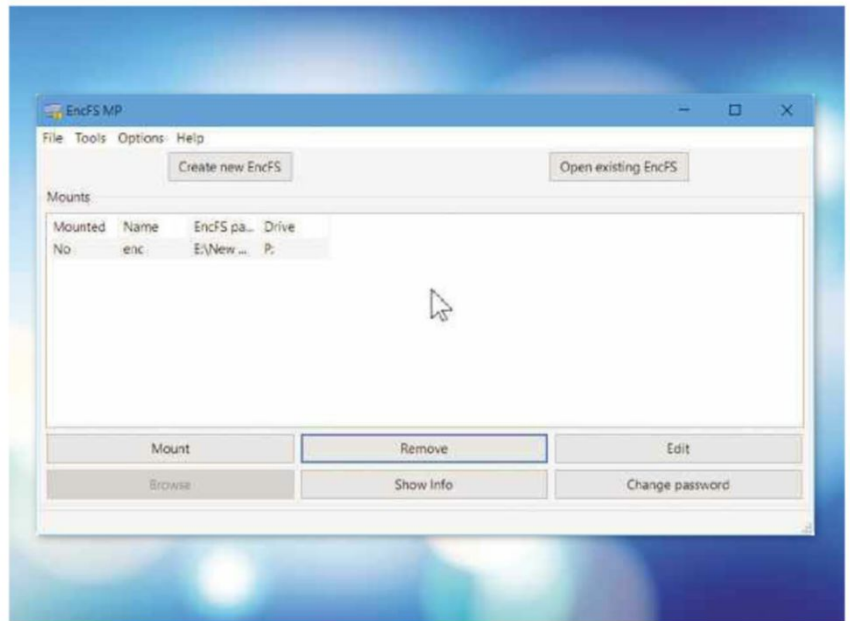 EncFS MP
File Tools Options Help
Create new EncFS Open existing EncFS
Mounts
Mounted Name EncFS pa... Drive
No enc E:\New ... P:
Mount Remove Edit
Browse Show Info Change password